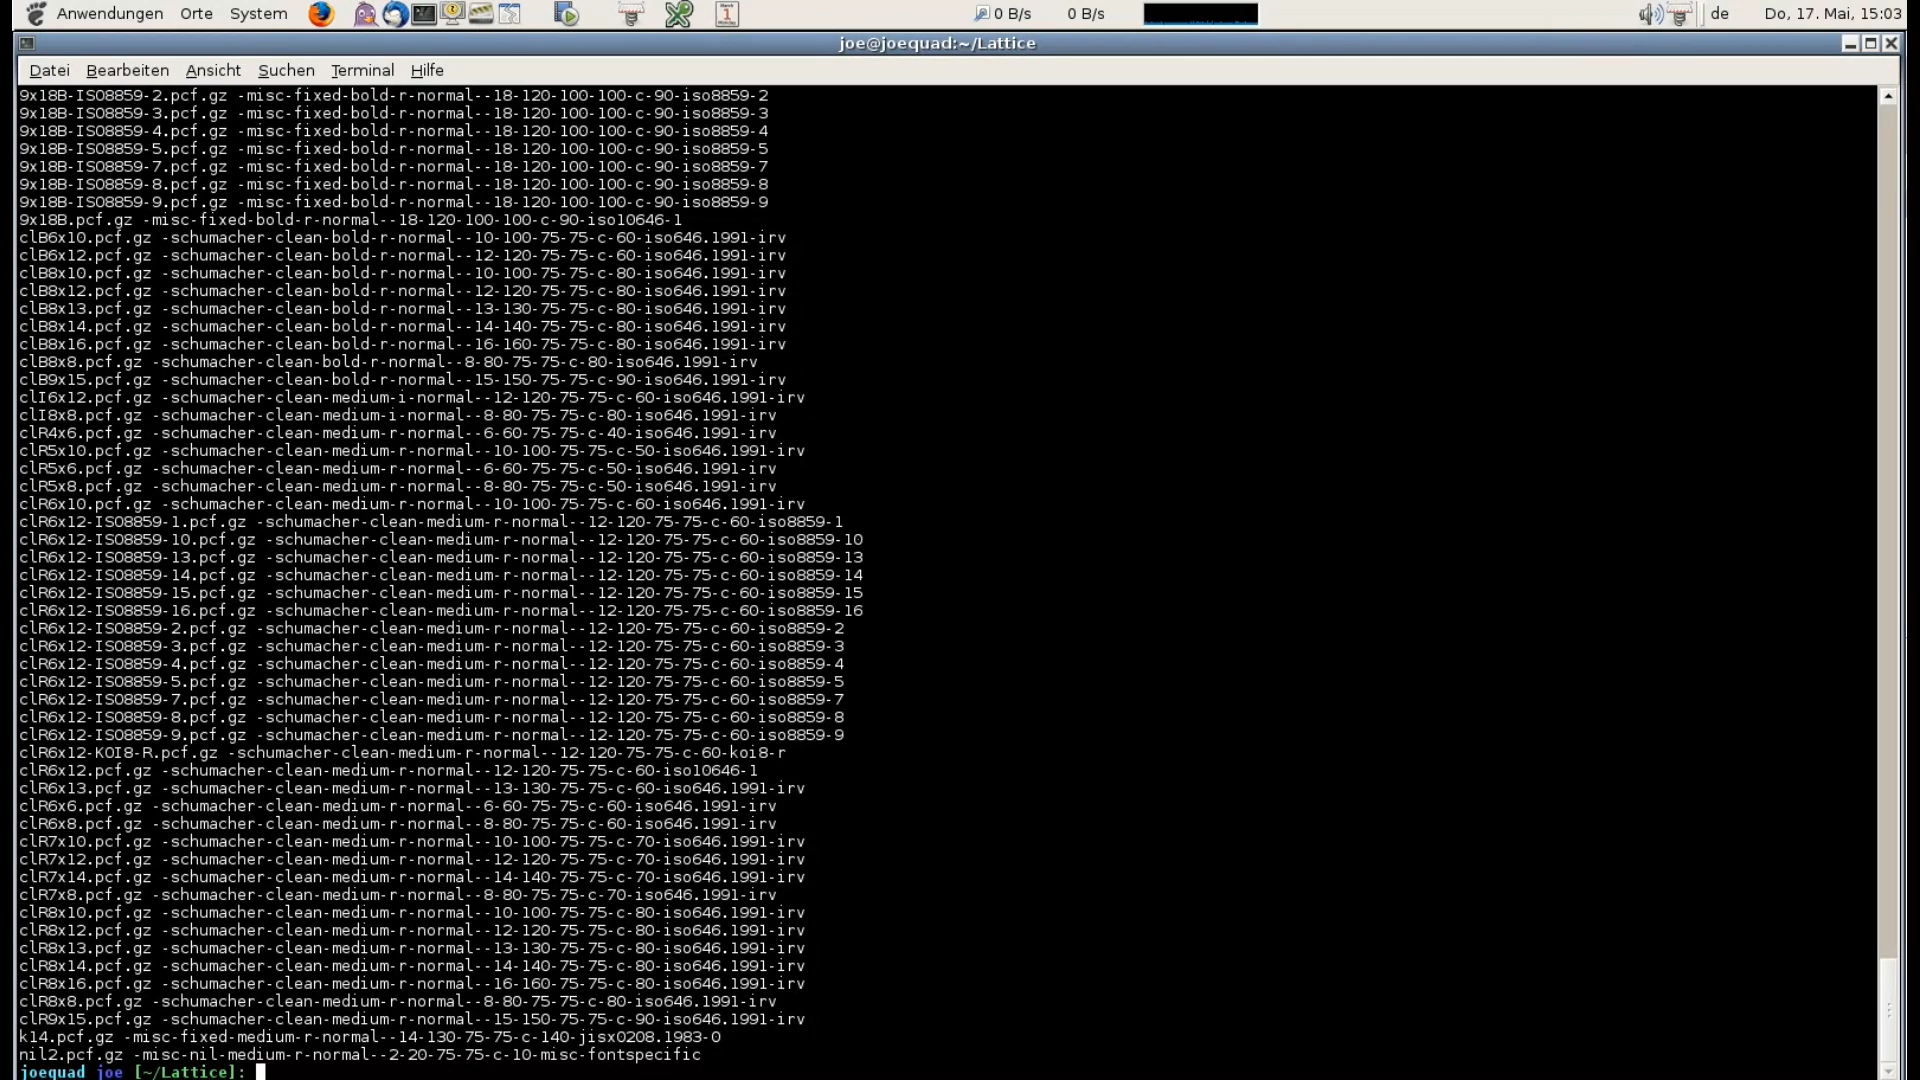 Anwendungen Orte System 0 B/s 0 B/s de Do, 17. Mai, 15:03
joe@joequad:~/Lattice
Datei Bearbeiten Ansicht Suchen Terminal Hilfe
9x18B-ISO8859-2.pcf.gz -misc-fixed-bold-r-normal--18-120-100-100-c-90-iso8859-2
9x18B-ISO8859-3.pcf.gz -misc-fixed-bold-r-normal--18-120-100-100-c-90-iso8859-3
9x18B-ISO8859-4.pcf.gz -misc-fixed-bold-r-normal--18-120-100-100-c-90-iso8859-4
9x18B-ISO8859-5.pcf.gz -misc-fixed-bold-r-normal--18-120-100-100-c-90-iso8859-5
9x18B-ISO8859-7.pcf.gz -misc-fixed-bold-r-normal--18-120-100-100-c-90-iso8859-7
9x18B-ISO8859-8.pcf.gz -misc-fixed-bold-r-normal--18-120-100-100-c-90-iso8859-8
9x18B-ISO8859-9.pcf.gz -misc-fixed-bold-r-normal--18-120-100-100-c-90-iso8859-9
9x18B.pcf.gz -misc-fixed-bold-r-normal--18-120-100-100-c-90-iso10646-1
clB6x10.pcf.gz -schumacher-clean-bold-r-normal--10-100-75-75-c-60-iso646.1991-irv
clB6x12.pcf.gz -schumacher-clean-bold-r-normal--12-120-75-75-c-60-iso646.1991-irv
clB8x10.pcf.gz -schumacher-clean-bold-r-normal--10-100-75-75-c-80-iso646.1991-irv
clB8x12.pcf.gz -schumacher-clean-bold-r-normal--12-120-75-75-c-80-iso646.1991-irv
clB8x13.pcf.gz -schumacher-clean-bold-r-normal--13-130-75-75-c-80-iso646.1991-irv
clB8x14.pcf.gz -schumacher-clean-bold-r-normal--14-140-75-75-c-80-iso646.1991-irv
clB8x16.pcf.gz -schumacher-clean-bold-r-normal--16-160-75-75-c-80-iso646.1991-irv
clB8x8.pcf.gz -schumacher-clean-bold-r-normal--8-80-75-75-c-80-iso646.1991-irv
clB9x15.pcf.gz -schumacher-clean-bold-r-normal--15-150-75-75-c-90-iso646.1991-irv
clI6x12.pcf.gz -schumacher-clean-medium-i-normal--12-120-75-75-c-60-iso646.1991-irv
clI8x8.pcf.gz -schumacher-clean-medium-i-normal--8-80-75-75-c-80-iso646.1991-irv
clR4x6.pcf.gz -schumacher-clean-medium-r-normal--6-60-75-75-c-40-iso646.1991-irv
clR5x10.pcf.gz -schumacher-clean-medium-r-normal--10-100-75-75-c-50-iso646.1991-irv
clR5x6.pcf.gz -schumacher-clean-medium-r-normal--6-60-75-75-c-50-iso646.1991-irv
clR5x8.pcf.gz -schumacher-clean-medium-r-normal--8-80-75-75-c-50-iso646.1991-irv
clR6x10.pcf.gz -schumacher-clean-medium-r-normal--10-100-75-75-c-60-iso646.1991-irv
clR6x12-ISO8859-1.pcf.gz -schumacher-clean-medium-r-normal--12-120-75-75-c-60-iso8859-1
clR6x12-ISO8859-10.pcf.gz -schumacher-clean-medium-r-normal--12-120-75-75-c-60-iso8859-10
clR6x12-ISO8859-13.pcf.gz -schumacher-clean-medium-r-normal--12-120-75-75-c-60-iso8859-13
clR6x12-ISO8859-14.pcf.gz -schumacher-clean-medium-r-normal--12-120-75-75-c-60-iso8859-14
clR6x12-ISO8859-15.pcf.gz -schumacher-clean-medium-r-normal--12-120-75-75-c-60-iso8859-15
clR6x12-ISO8859-16.pcf.gz -schumacher-clean-medium-r-normal--12-120-75-75-c-60-iso8859-16
clR6x12-ISO8859-2.pcf.gz -schumacher-clean-medium-r-normal--12-120-75-75-c-60-iso8859-2
clR6x12-ISO8859-3.pcf.gz -schumacher-clean-medium-r-normal--12-120-75-75-c-60-iso8859-3
clR6x12-ISO8859-4.pcf.gz -schumacher-clean-medium-r-normal--12-120-75-75-c-60-iso8859-4
clR6x12-ISO8859-5.pcf.gz -schumacher-clean-medium-r-normal--12-120-75-75-c-60-iso8859-5
clR6x12-ISO8859-7.pcf.gz -schumacher-clean-medium-r-normal--12-120-75-75-c-60-iso8859-7
clR6x12-ISO8859-8.pcf.gz -schumacher-clean-medium-r-normal--12-120-75-75-c-60-iso8859-8
clR6x12-ISO8859-9.pcf.gz -schumacher-clean-medium-r-normal--12-120-75-75-c-60-iso8859-9
clR6x12-KOI8-R.pcf.gz -schumacher-clean-medium-r-normal--12-120-75-75-c-60-koi8-r
clR6x12.pcf.gz -schumacher-clean-medium-r-normal--12-120-75-75-c-60-iso10646-1
clR6x13.pcf.gz -schumacher-clean-medium-r-normal--13-130-75-75-c-60-iso646.1991-irv
clR6x6.pcf.gz -schumacher-clean-medium-r-normal--6-60-75-75-c-60-iso646.1991-irv
clR6x8.pcf.gz -schumacher-clean-medium-r-normal--8-80-75-75-c-60-iso646.1991-irv
clR7x10.pcf.gz -schumacher-clean-medium-r-normal--10-100-75-75-c-70-iso646.1991-irv
clR7x12.pcf.gz -schumacher-clean-medium-r-normal--12-120-75-75-c-70-iso646.1991-irv
clR7x14.pcf.gz -schumacher-clean-medium-r-normal--14-140-75-75-c-70-iso646.1991-irv
clR7x8.pcf.gz -schumacher-clean-medium-r-normal--8-80-75-75-c-70-iso646.1991-irv
clR8x10.pcf.gz -schumacher-clean-medium-r-normal--10-100-75-75-c-80-iso646.1991-irv
clR8x12.pcf.gz -schumacher-clean-medium-r-normal--12-120-75-75-c-80-iso646.1991-irv
clR8x13.pcf.gz -schumacher-clean-medium-r-normal--13-130-75-75-c-80-iso646.1991-irv
clR8x14.pcf.gz -schumacher-clean-medium-r-normal--14-140-75-75-c-80-iso646.1991-irv
clR8x16.pcf.gz -schumacher-clean-medium-r-normal--16-160-75-75-c-80-iso646.1991-irv
clR8x8.pcf.gz -schumacher-clean-medium-r-normal--8-80-75-75-c-80-iso646.1991-irv
clR9x15.pcf.gz -schumacher-clean-medium-r-normal--15-150-75-75-c-90-iso646.1991-irv
k14.pcf.gz -misc-fixed-medium-r-normal--14-130-75-75-c-140-jisx0208.1983-0
nil2.pcf.gz -misc-nil-medium-r-normal--2-20-75-75-c-10-misc-fontspecific
joequad joe [~/Lattice]: